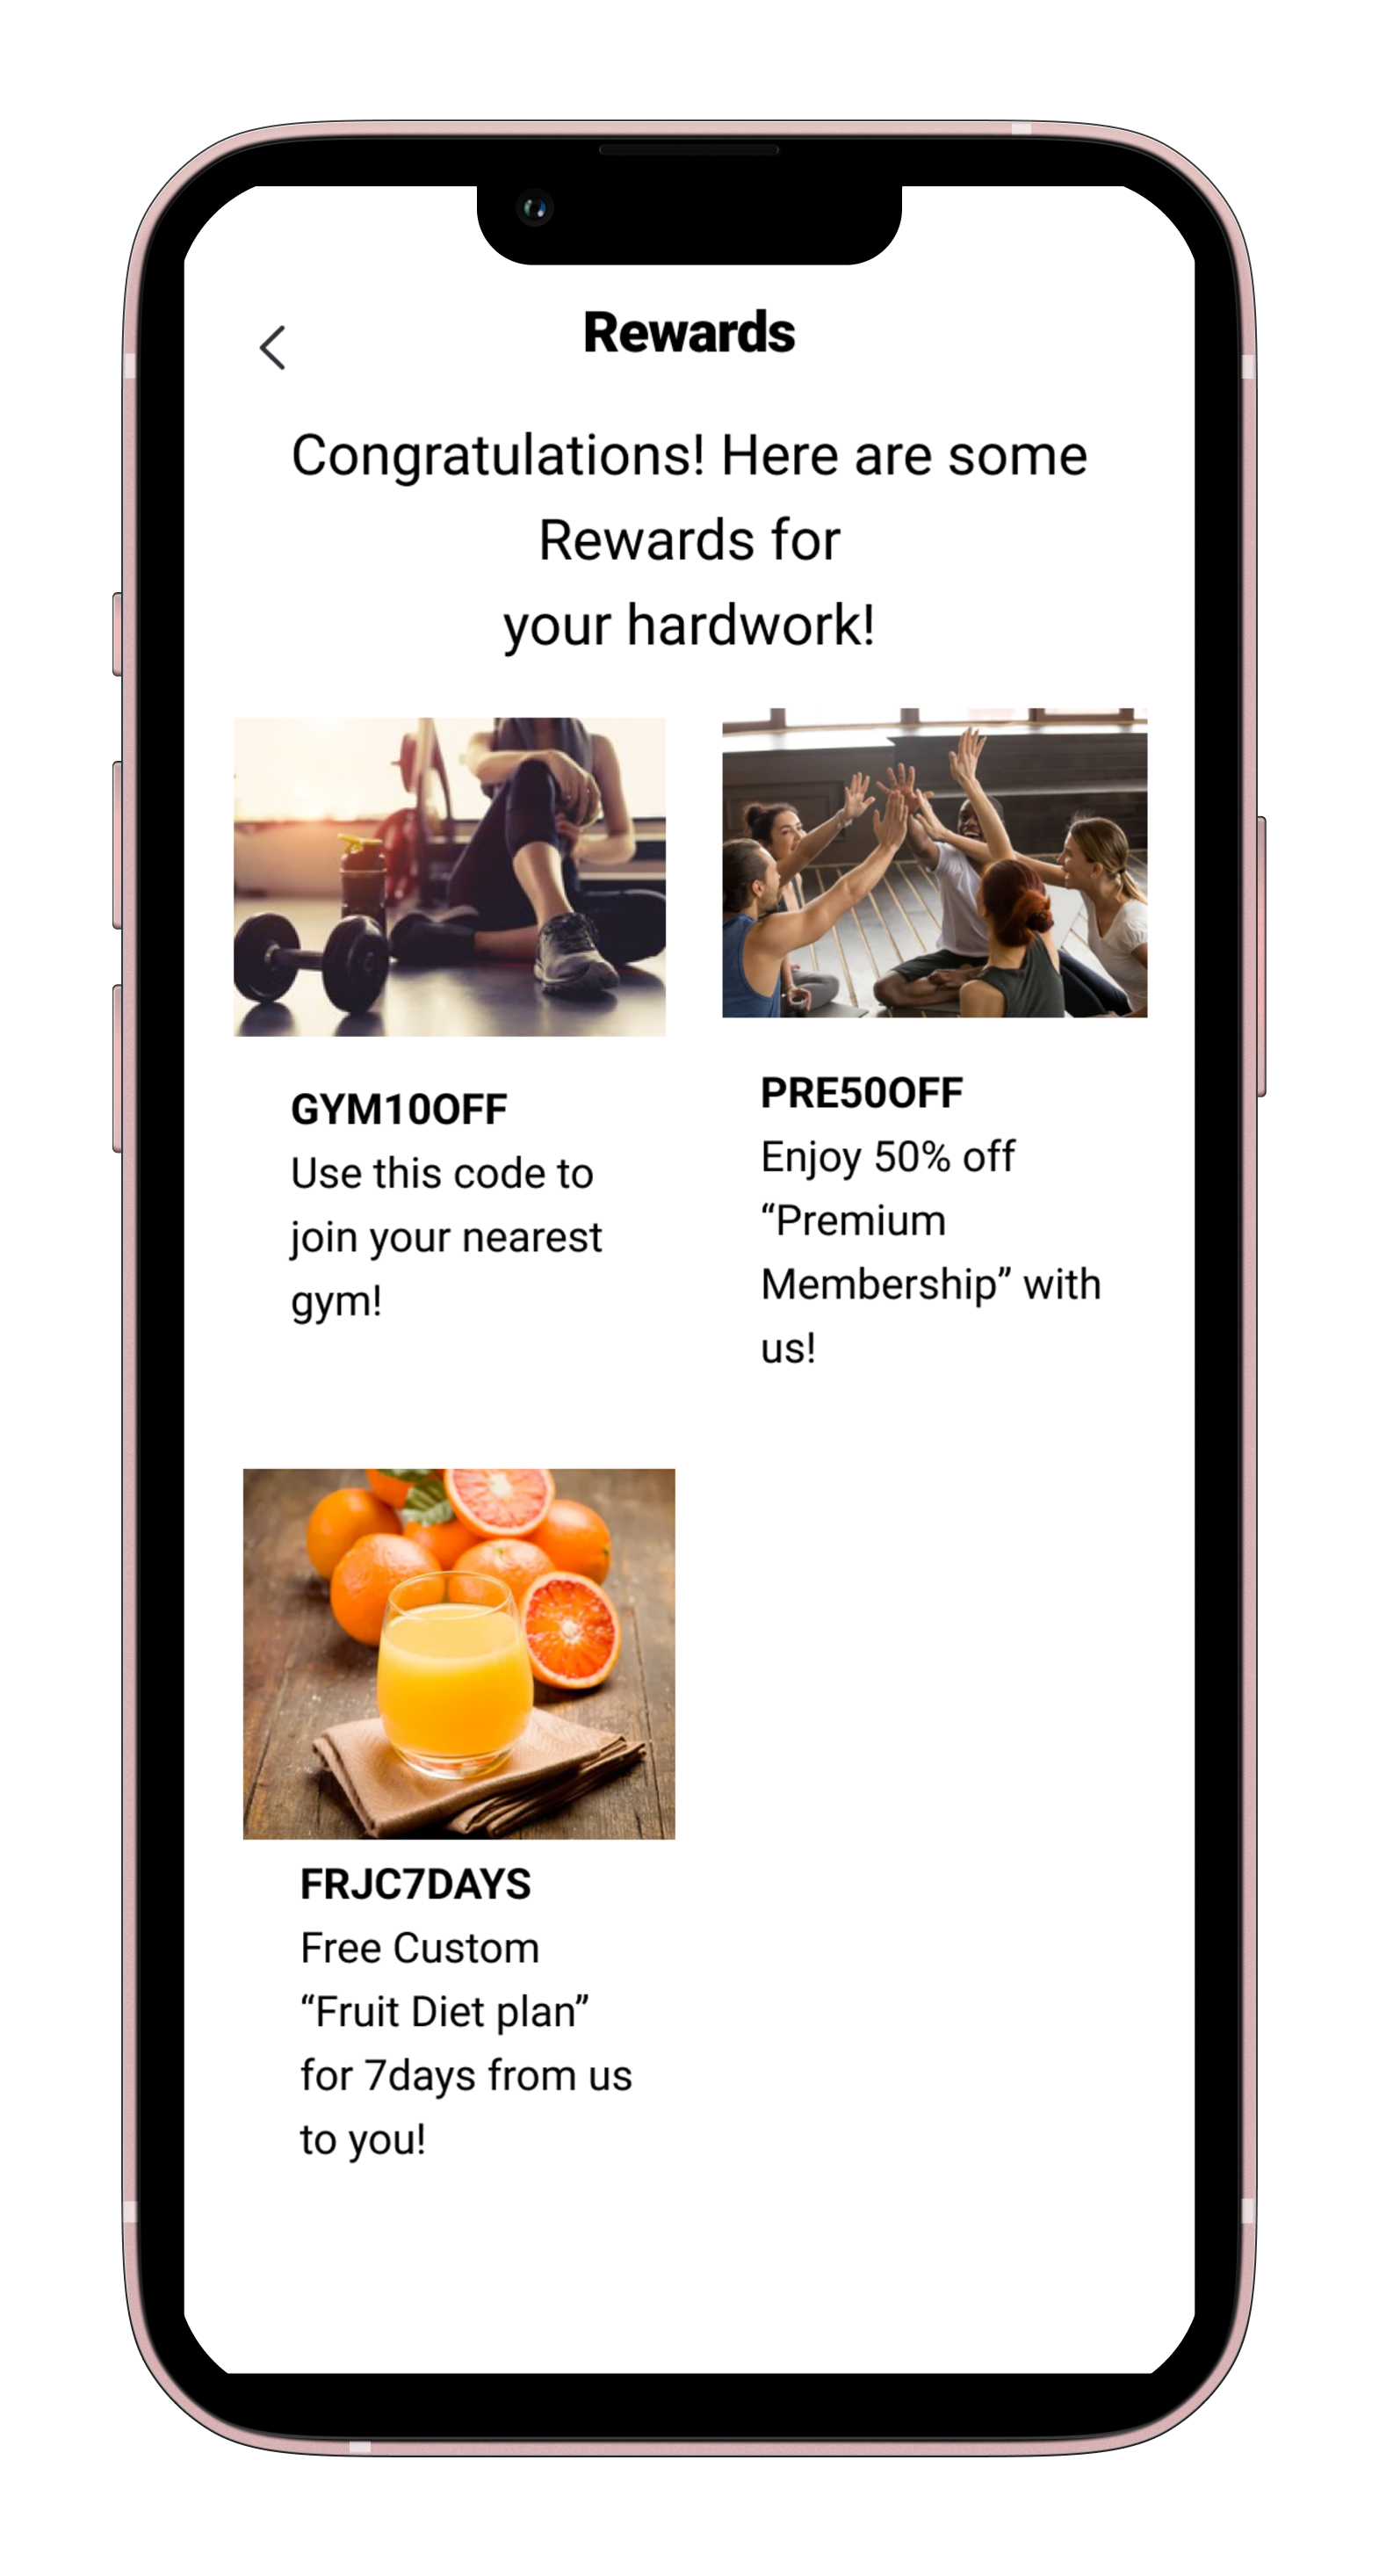 Rewards
Congratulations! Here are some
Rewards for
your hardwork!
GYM10OFF
Use this code to
join your nearest
gym!
PRE50OFF
Enjoy 50% off
“Premium
Membership” with
us!
FRJC7DAYS
Free Custom
“Fruit Diet plan”
for 7days from us
to you!